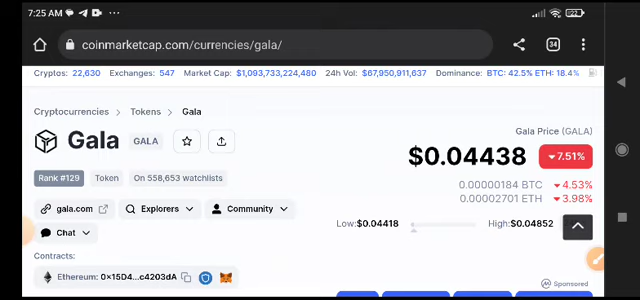 7:25 AM
22
coinmarketcap.com/currencies/gala/
34
Cryptos: 22,630 Exchanges: 547 Market Cap: $1,093,733,224,480 24h Vol: $67,950,911,637 Dominance: BTC: 42.5% ETH: 18.4%
Cryptocurrencies > Tokens > Gala
Gala GALA
Gala Price (GALA)
$0.04438 7.51%
Rank #129 Token On 558,653 watchlists
0.00000184 BTC 4.53%
0.00002701 ETH 3.98%
gala.com Explorers Community
Low: $0.04418 High: $0.04852
Chat
Contracts:
Ethereum: 0x15D4...c4203dA
Sponsored